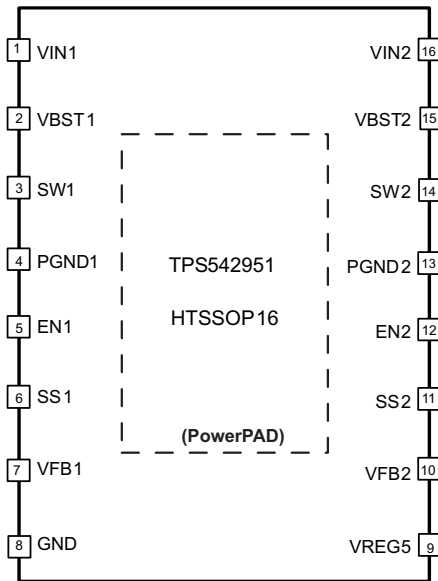 1 VIN1 VIN2 16
2 VBST1 VBST2 15
3 SW1 SW2 14
4 PGND1 PGND2 13
TPS542951
HTSSOP16
5 EN1 EN2 12
6 SS1 SS2 11
(PowerPAD)
7 VFB1 VFB2 10
8 GND VREG5 9